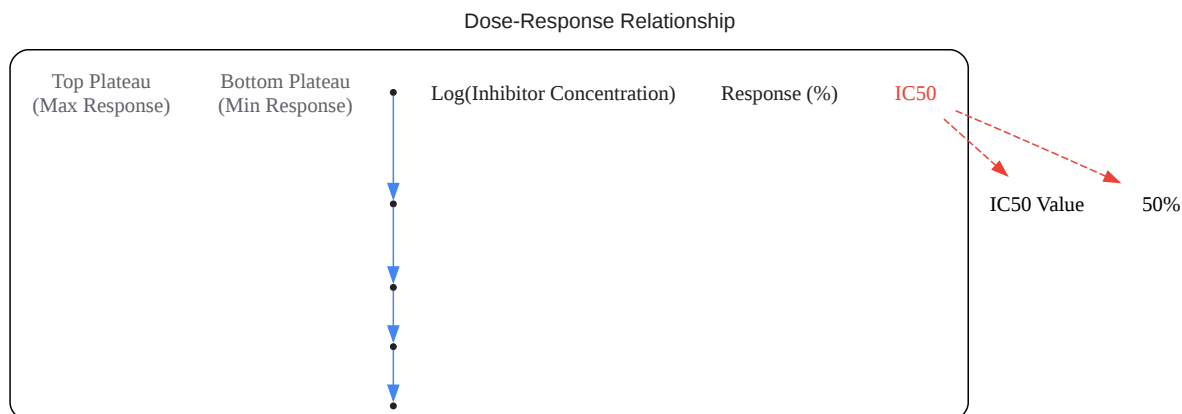 Dose-Response Relationship
Top Plateau
(Max Response)
Bottom Plateau
(Min Response)
Log(Inhibitor Concentration)
Response (%)
IC50
IC50 Value
50%